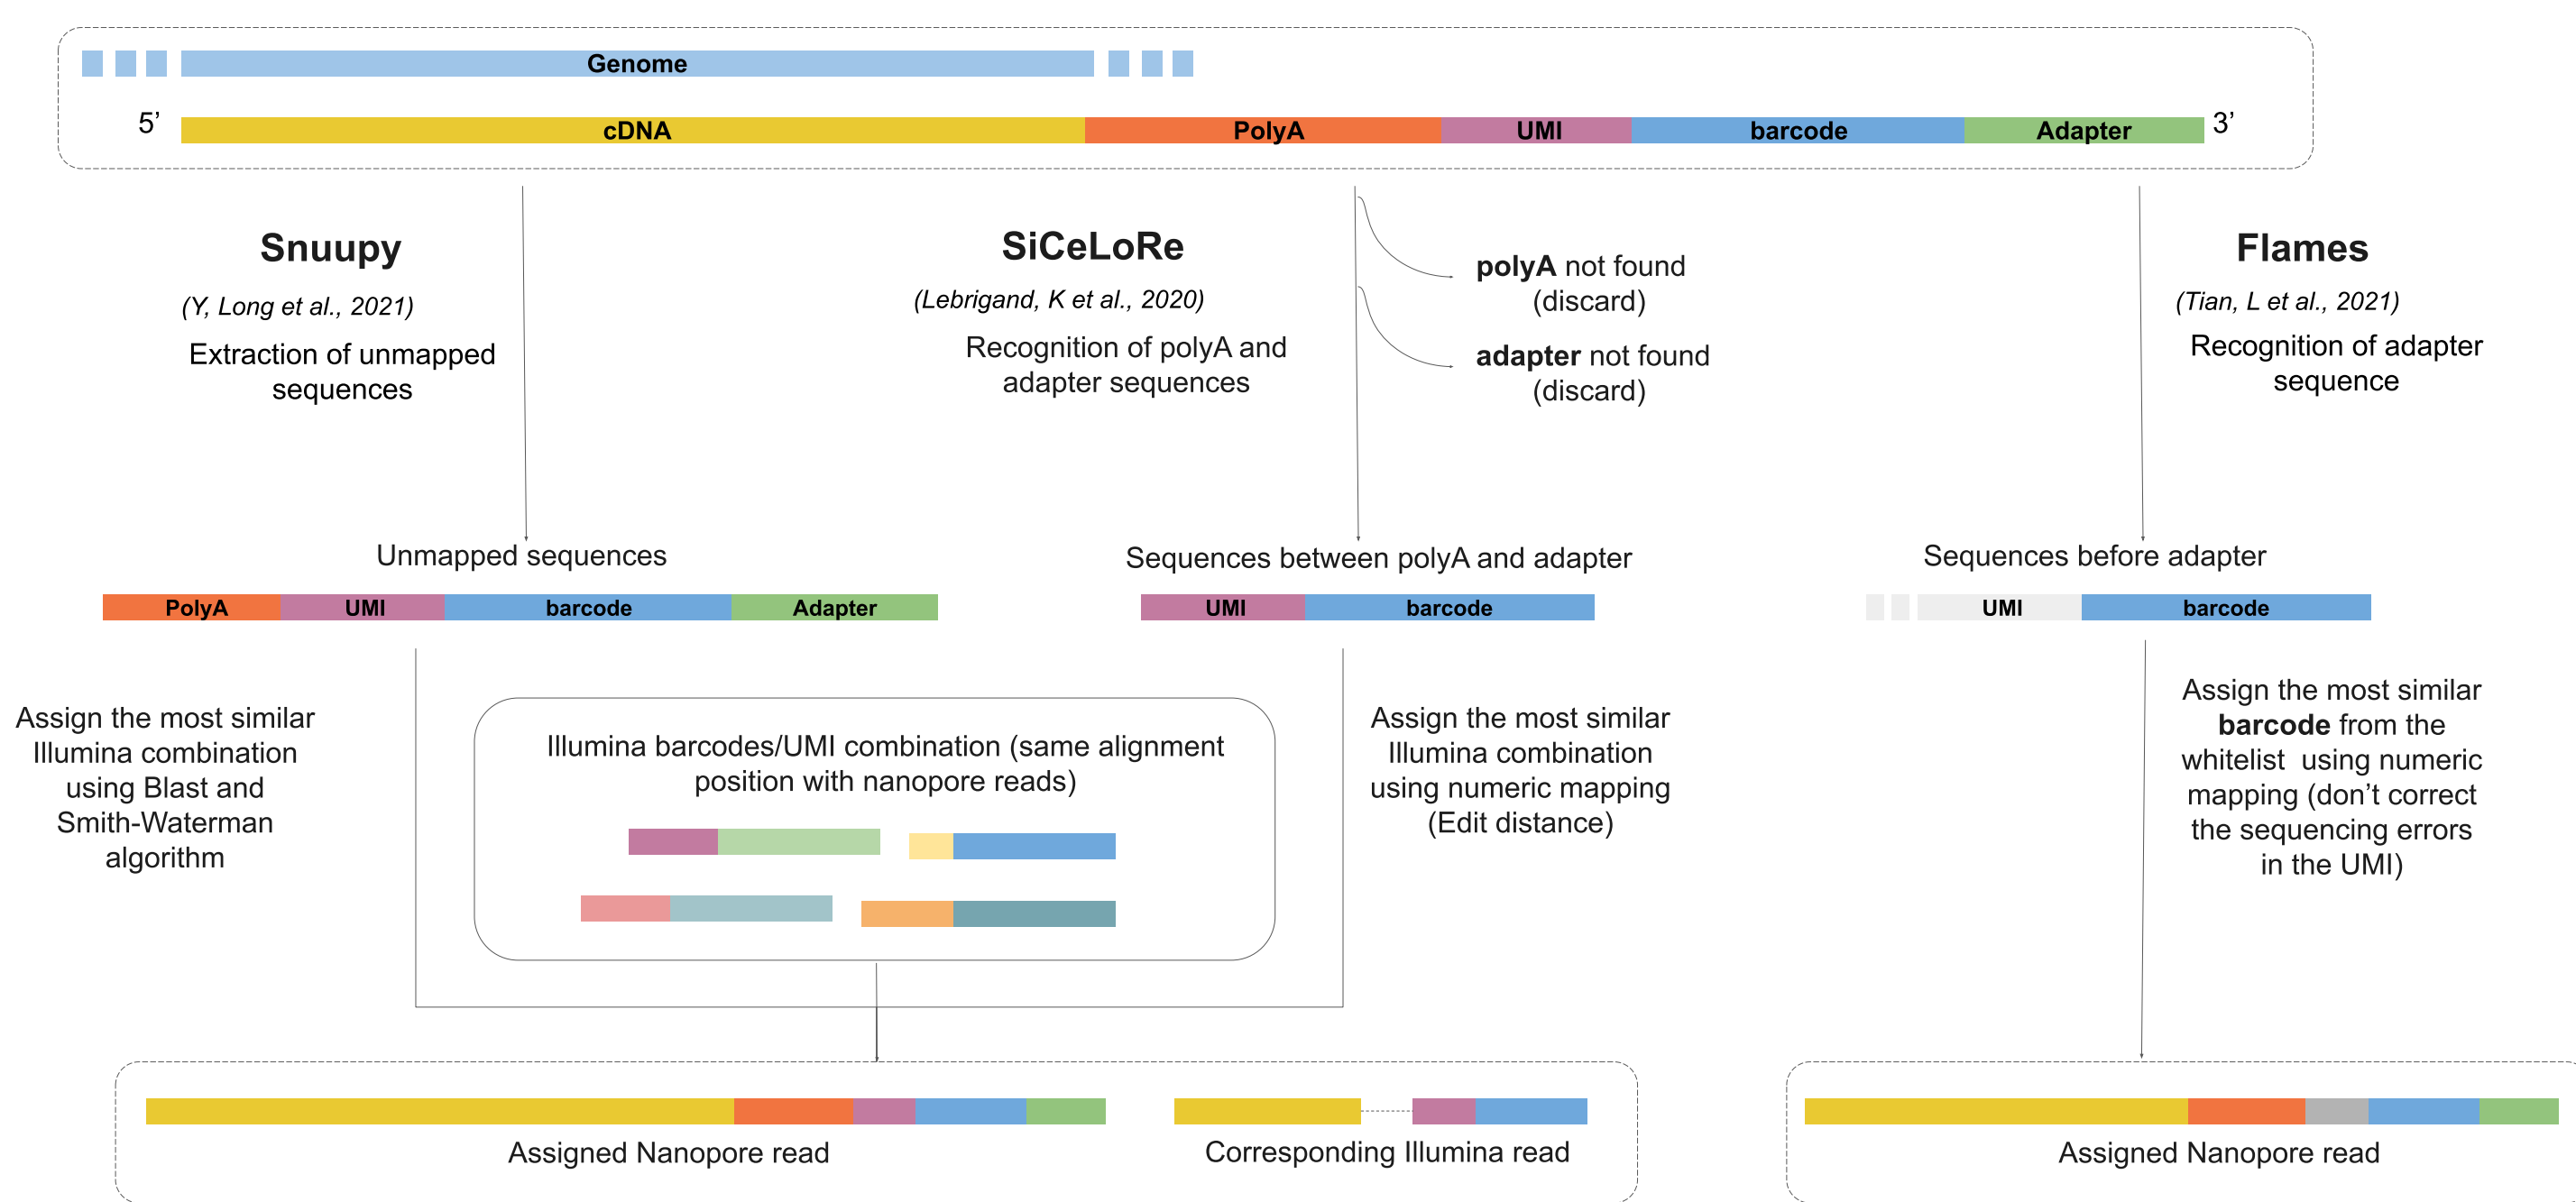 Genome
5’
cDNA
PolyA
UMI
barcode
Adapter
3’
Snuupy
(Y, Long et al., 2021)
Extraction of unmapped
sequences
SiCeLoRe
(Lebrigand, K et al., 2020)
Recognition of polyA and
adapter sequences
polyA not found
(discard)
adapter not found
(discard)
Flames
(Tian, L et al., 2021)
Recognition of adapter
sequence
Unmapped sequences
PolyA
UMI
barcode
Adapter
Sequences between polyA and adapter
UMI
barcode
Sequences before adapter
UMI
barcode
Assign the most similar
Illumina combination
using Blast and
Smith-Waterman
algorithm
Illumina barcodes/UMI combination (same alignment
position with nanopore reads)
Assign the most similar
Illumina combination
using numeric mapping
(Edit distance)
Assign the most similar
barcode from the
whitelist using numeric
mapping (don’t correct
the sequencing errors
in the UMI)
Assigned Nanopore read
Corresponding Illumina read
Assigned Nanopore read